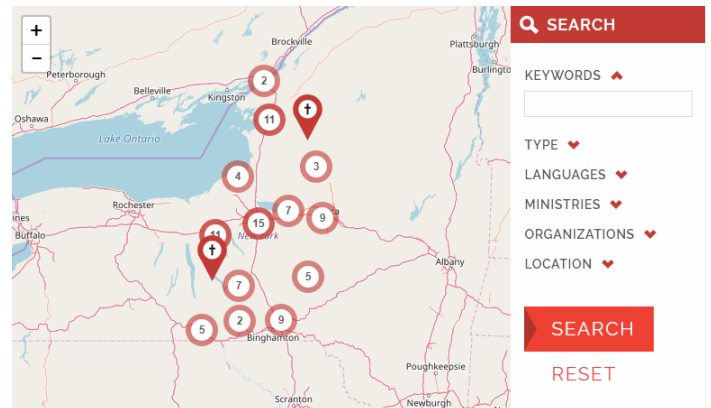 +
−
Brockville
Plattsburgh
Burlingto
Peterborough
Belleville
Kingston
Oshawa
Lake Ontario
2
11
3
4
Rochester
7
15
9
a
11
New York
ines
Buffalo
Albany
5
7
5
2
9
Binghamton
Poughkeepsie
Scranton
Newburgh
SEARCH
KEYWORDS
TYPE
LANGUAGES
MINISTRIES
ORGANIZATIONS
LOCATION
SEARCH
RESET